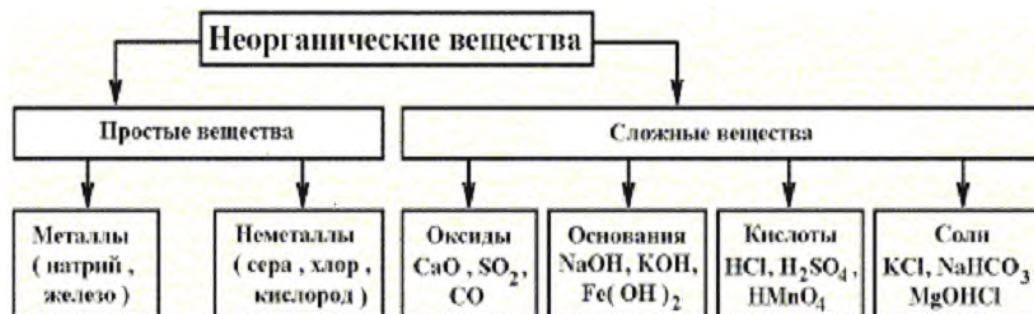 Неорганические вещества
Простые вещества
Сложные вещества
Металлы
( натрий ,
железо )
Неметаллы
( сера , хлор ,
кислород )
Оксиды
CaO , SO₂,
CO
Основания
NaOH, KOH,
Fe( OH )₂
Кислоты
HCl, H₂SO₄ ,
HMnO₄
Соли
KCl, NaHCO₃
MgOHCl